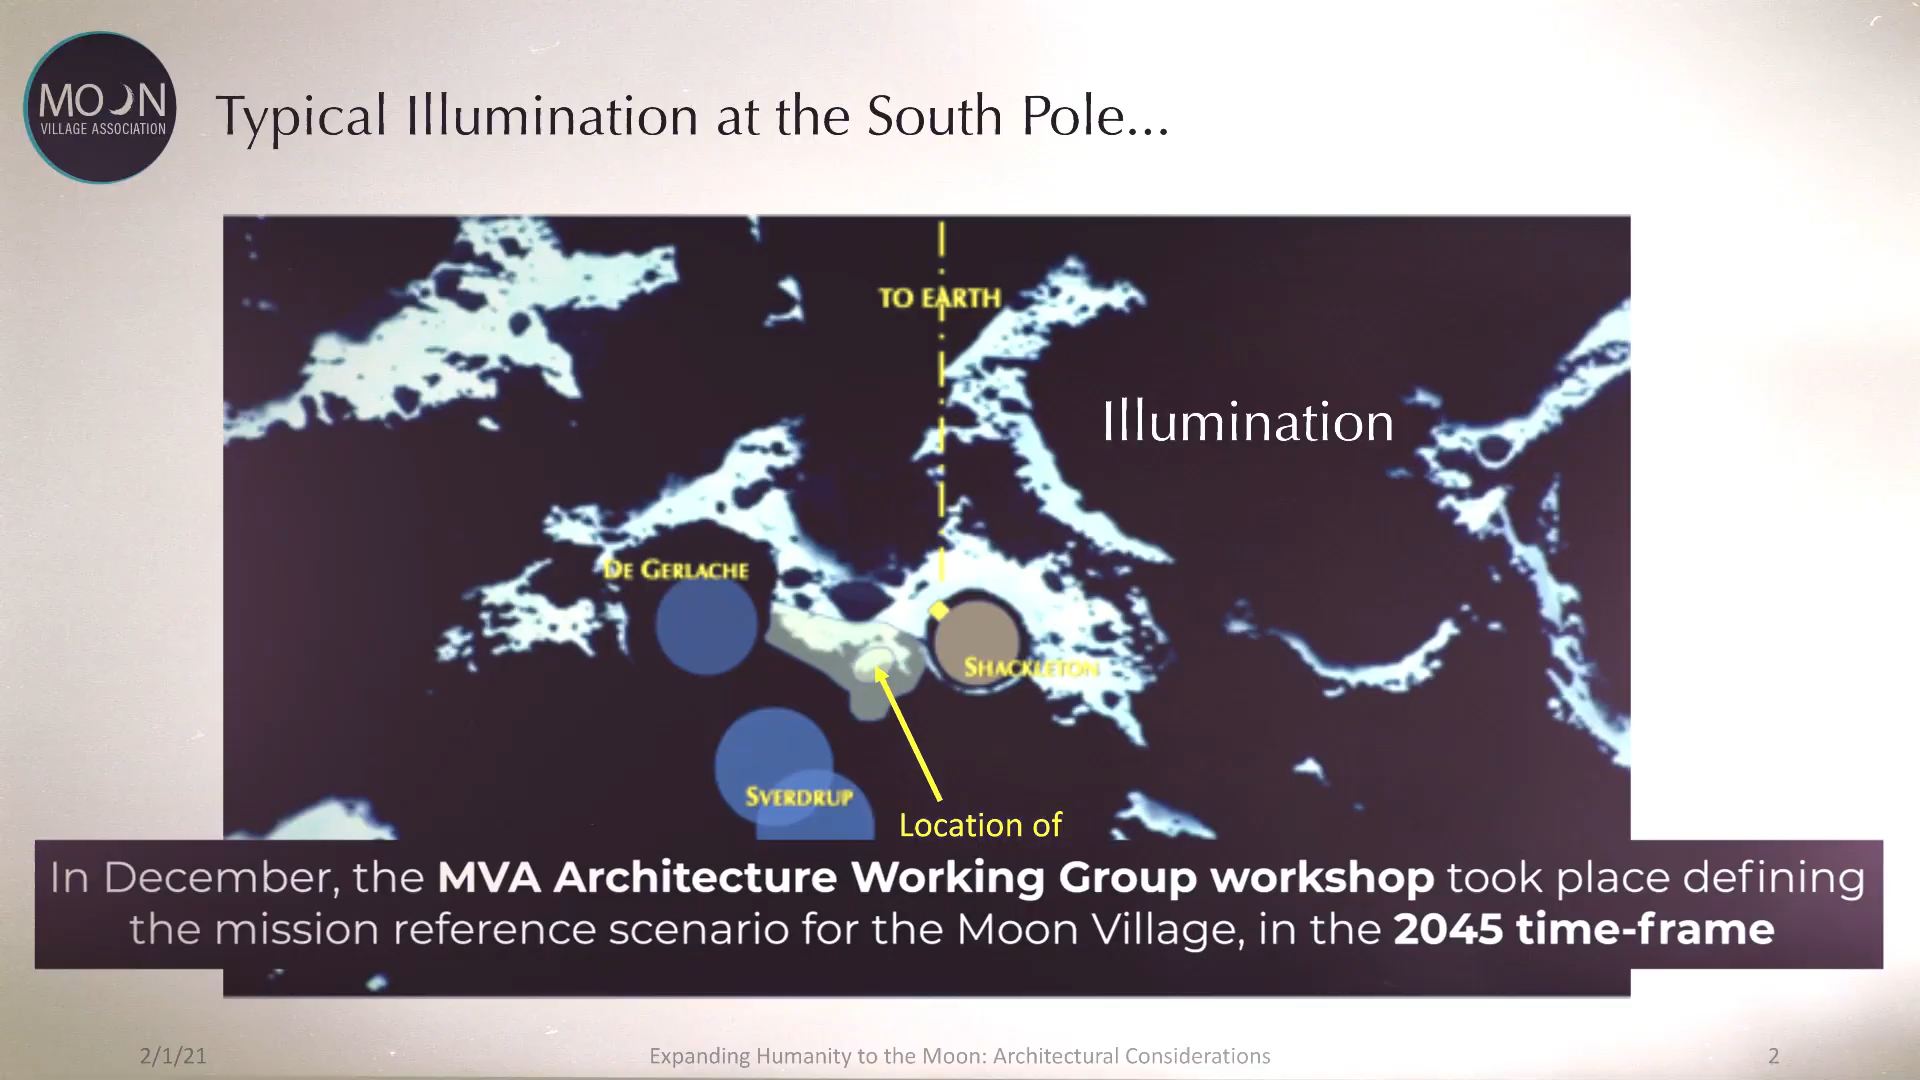 MOON
VILLAGE ASSOCIATION
Typical Illumination at the South Pole...
TO EARTH
Illumination
DE GERLACHE
SHACKLETON
SVERDRUP
Location of
In December, the MVA Architecture Working Group workshop took place defining
the mission reference scenario for the Moon Village, in the 2045 time-frame
2/1/21
Expanding Humanity to the Moon: Architectural Considerations
2